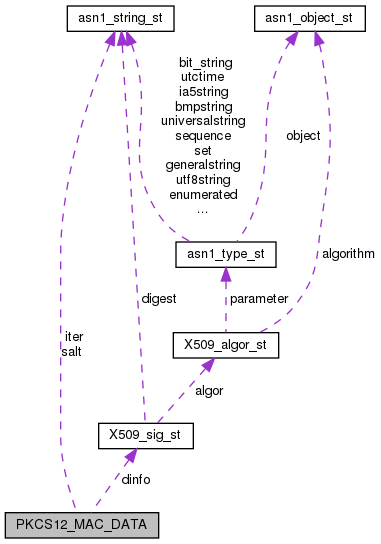 asn1_string_st
asn1_object_st
bit_string
utctime
ia5string
bmpstring
universalstring
sequence
set
generalstring
utf8string
enumerated
...
object
asn1_type_st
algorithm
digest
parameter
iter
salt
X509_algor_st
algor
X509_sig_st
dinfo
PKCS12_MAC_DATA